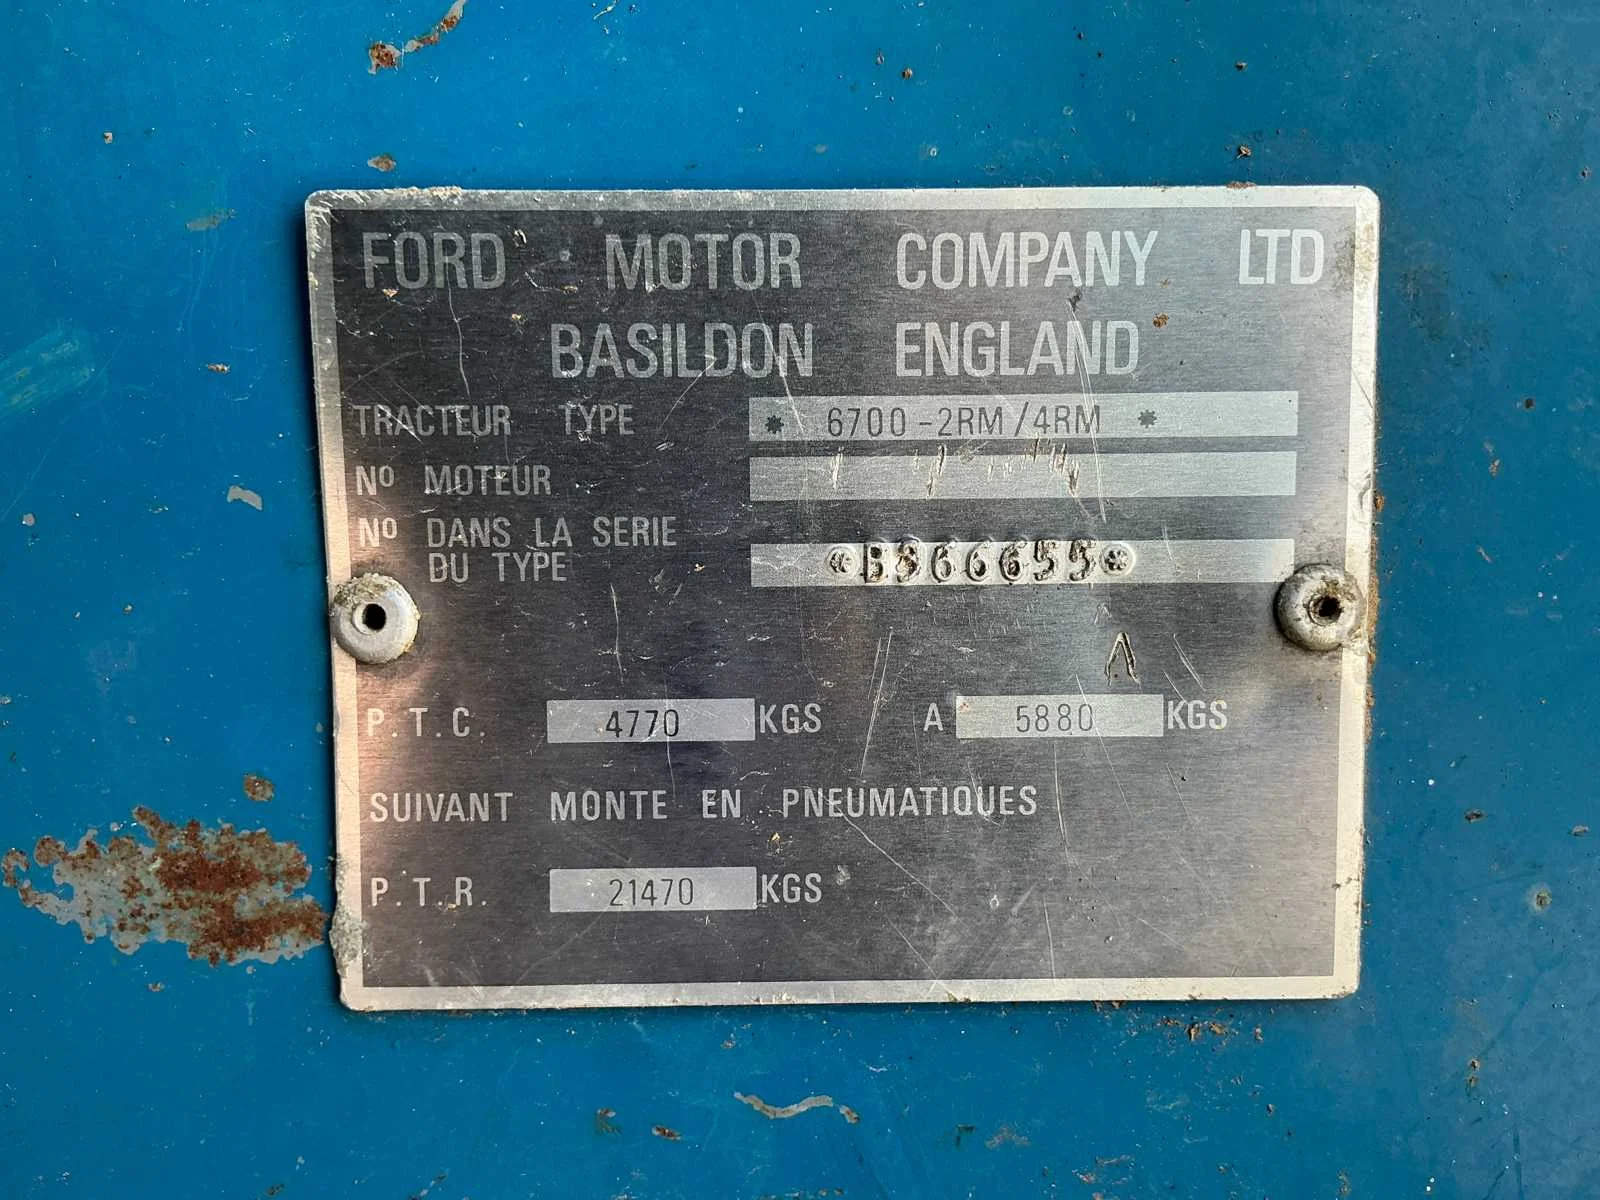 FORD MOTOR COMPANY LTD
BASILDON ENGLAND
TRACTEUR TYPE * 6700-2RM/4RM *
Nº MOTEUR
Nº DANS LA SERIE
DU TYPE *B366655*
Λ
P.T.C. 4770 KGS A 5880 KGS
SUIVANT MONTE EN PNEUMATIQUES
P.T.R. 21470 KGS